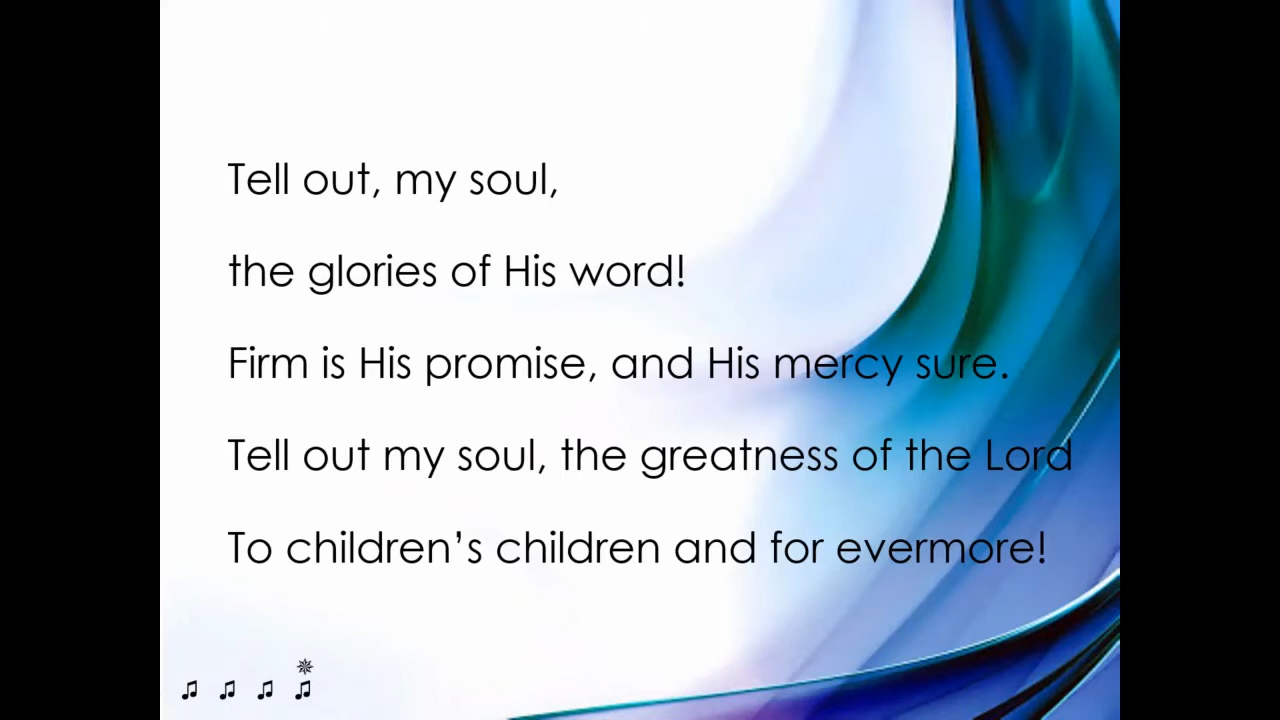 Tell out, my soul,
the glories of His word!
Firm is His promise, and His mercy sure.
Tell out my soul, the greatness of the Lord
To children’s children and for evermore!